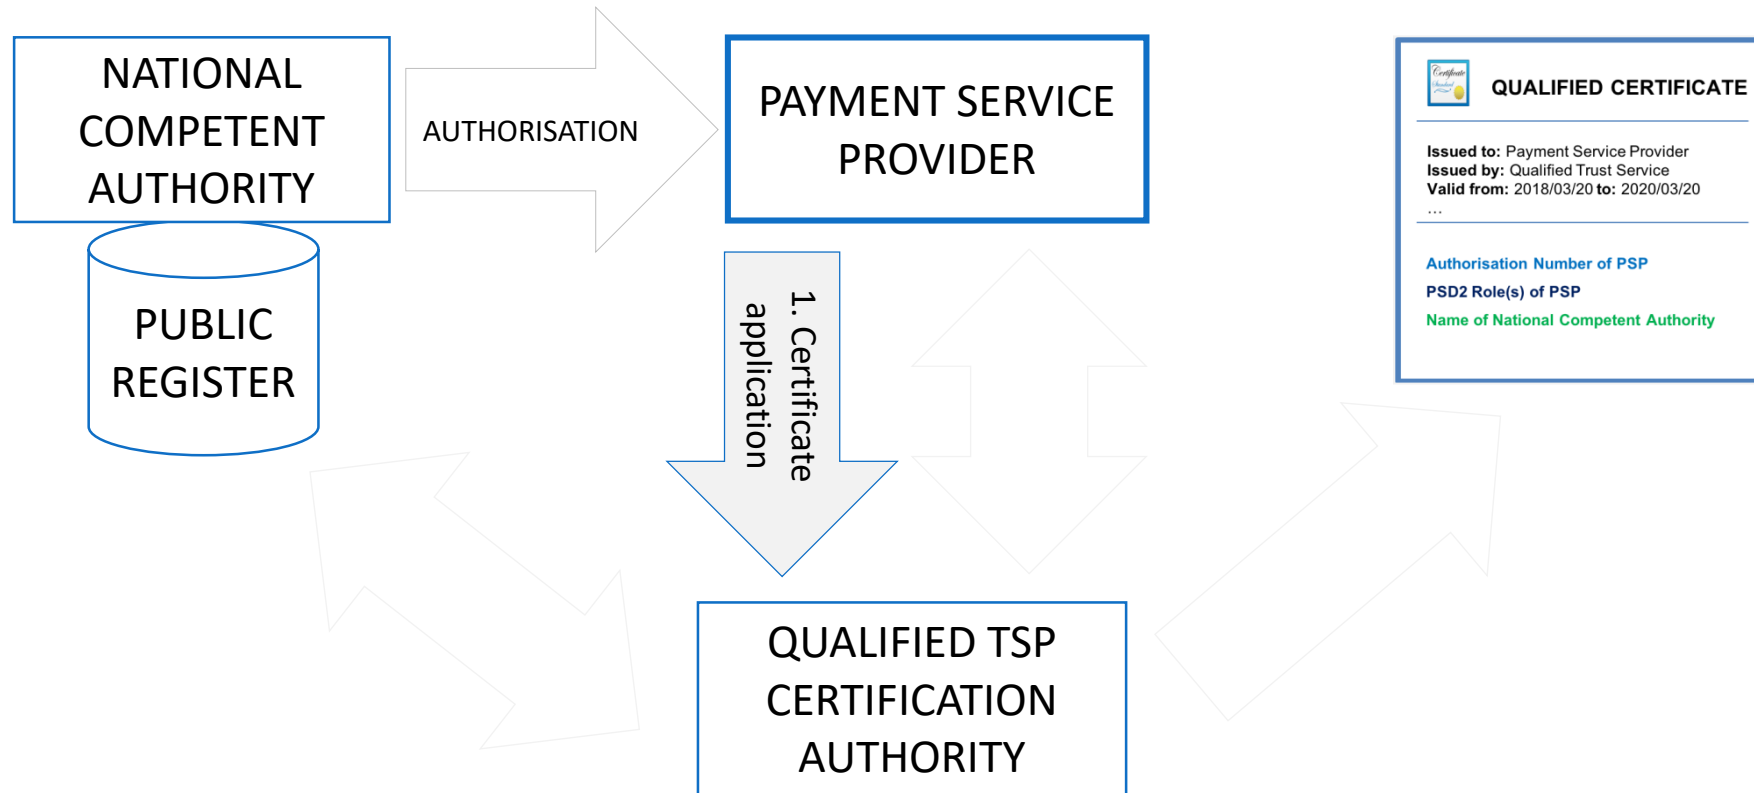 NATIONAL
COMPETENT
AUTHORITY
PUBLIC
REGISTER
AUTHORISATION
PAYMENT SERVICE
PROVIDER
1. Certificate
application
QUALIFIED TSP
CERTIFICATION
AUTHORITY
Certificate
QUALIFIED CERTIFICATE
Issued to: Payment Service Provider
Issued by: Qualified Trust Service
Valid from: 2018/03/20 to: 2020/03/20
...
Authorisation Number of PSP
PSD2 Role(s) of PSP
Name of National Competent Authority